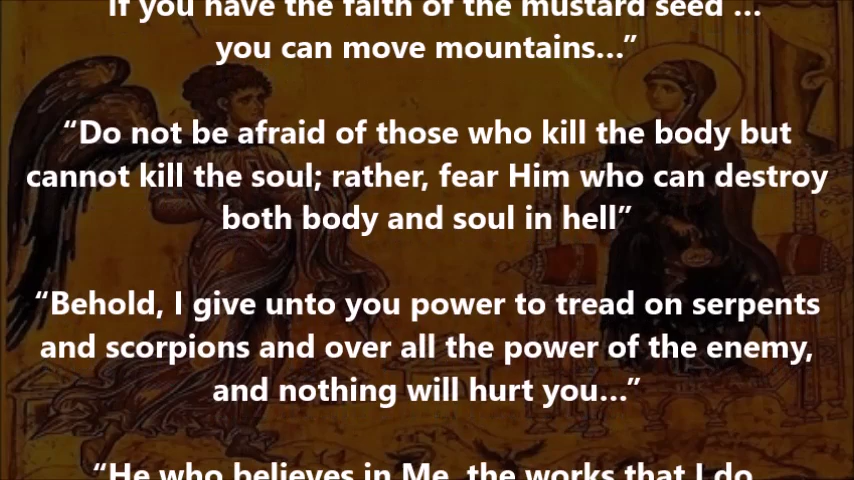 If you have the faith of the mustard seed …
you can move mountains…”
“Do not be afraid of those who kill the body but
cannot kill the soul; rather, fear Him who can destroy
both body and soul in hell”
“Behold, I give unto you power to tread on serpents
and scorpions and over all the power of the enemy,
and nothing will hurt you…”
“He who believes in Me, the works that I do